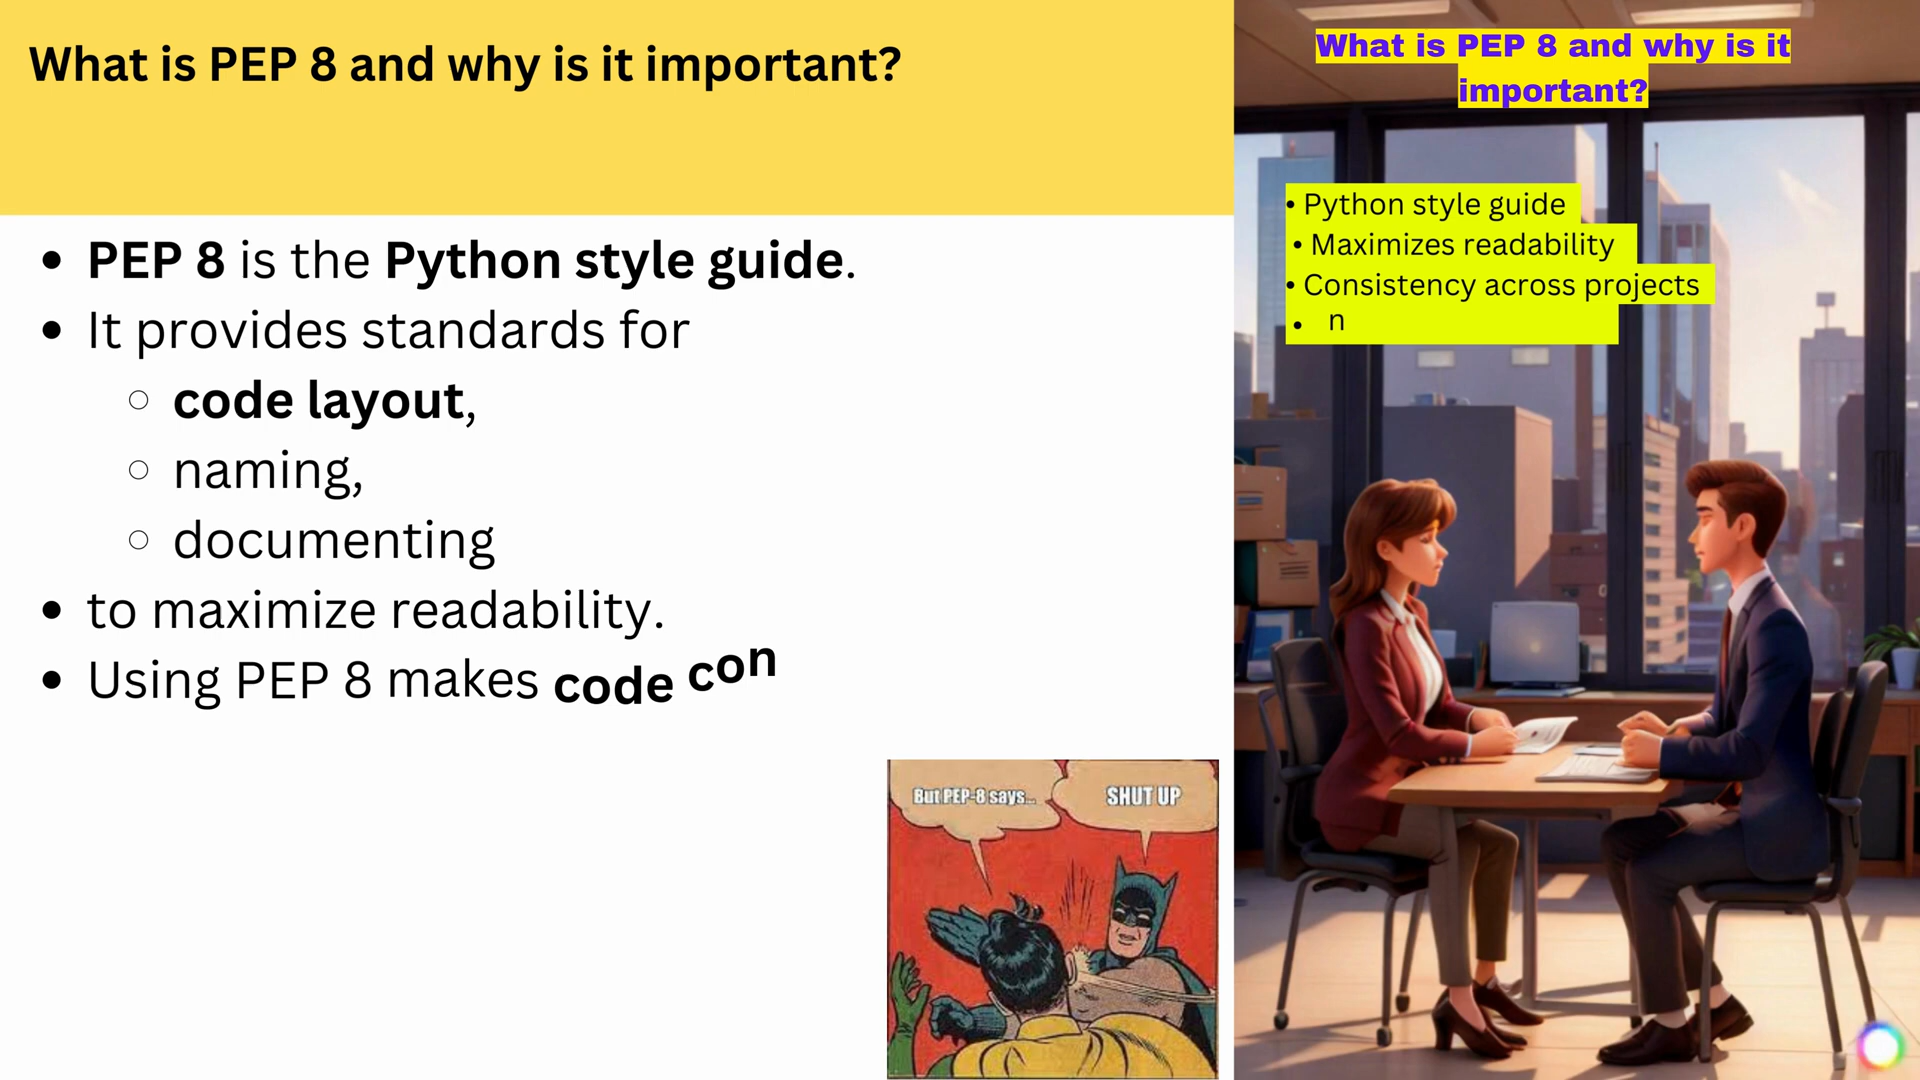 What is PEP 8 and why is it important?
• PEP 8 is the Python style guide.
• It provides standards for
○ code layout,
○ naming,
○ documenting
• to maximize readability.
• Using PEP 8 makes code con
But PEP-8 says...
SHUT UP
What is PEP 8 and why is it
important?
• Python style guide
• Maximizes readability
• Consistency across projects
• n